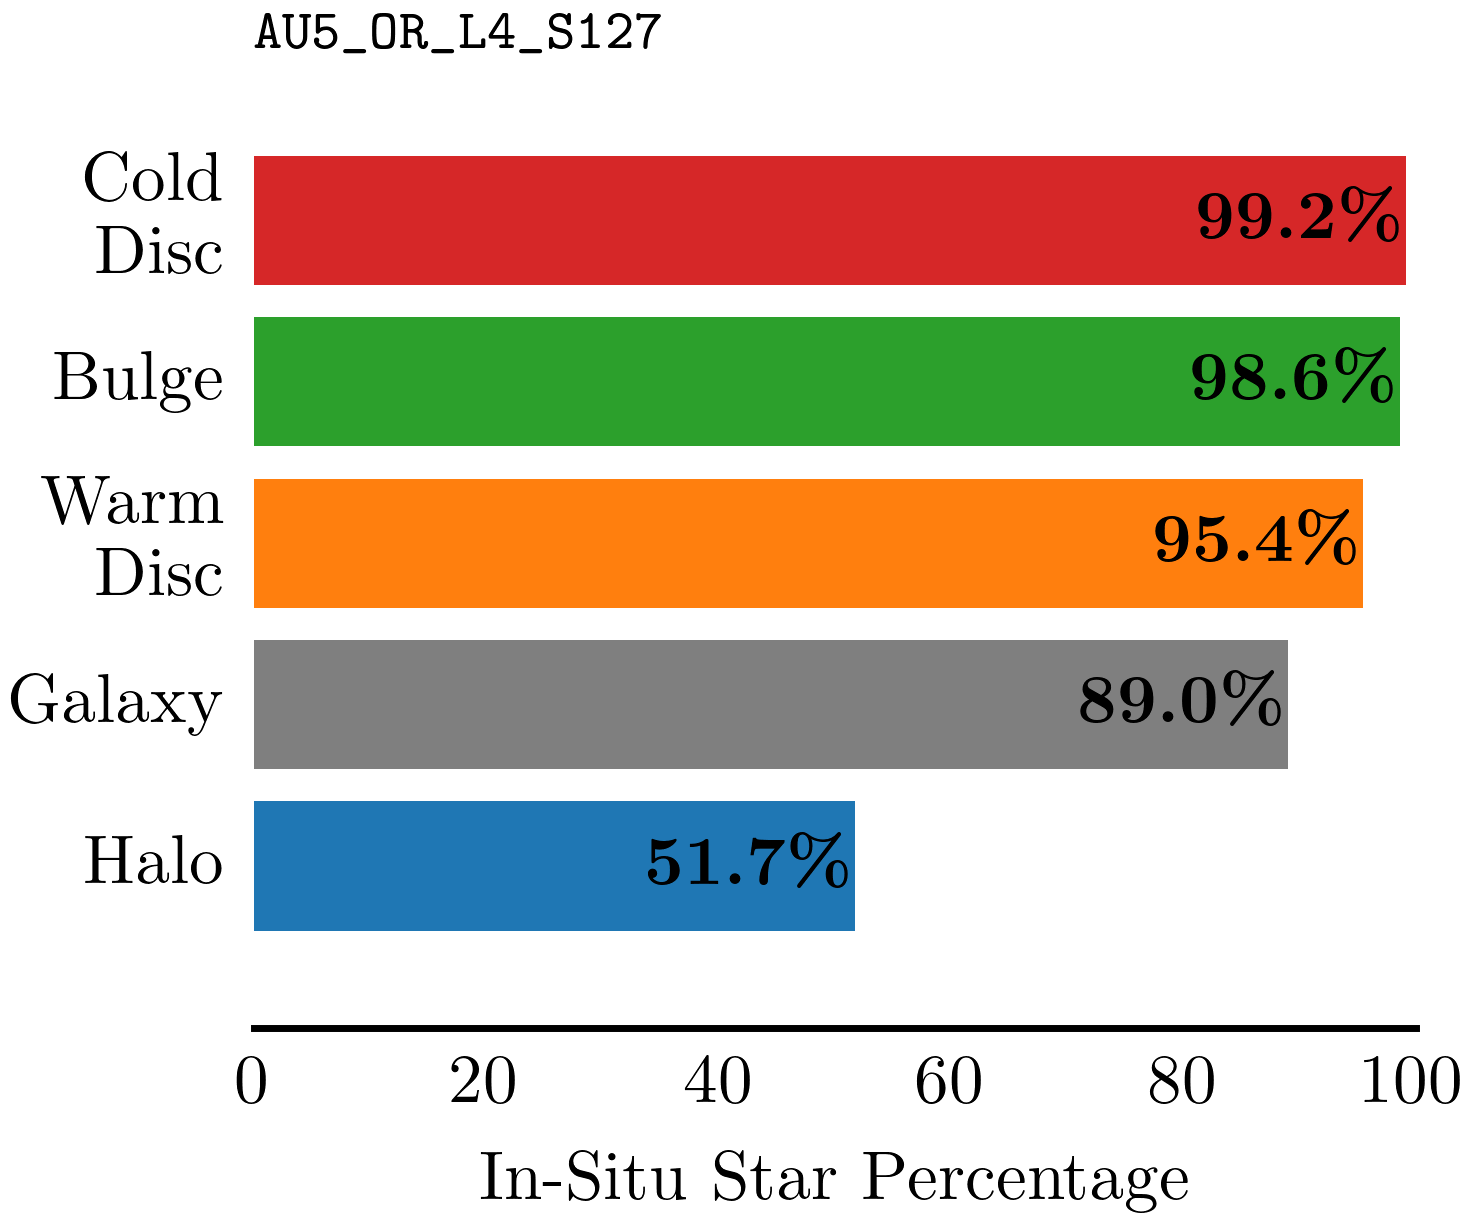 AU5_OR_L4_S127
Cold
Disc
99.2%
Bulge
98.6%
Warm
Disc
95.4%
Galaxy
89.0%
Halo
51.7%
0 20 40 60 80 100
In-Situ Star Percentage